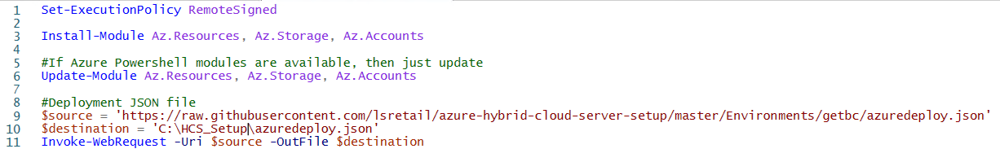 1 Set-ExecutionPolicy RemoteSigned
2
3 Install-Module Az.Resources, Az.Storage, Az.Accounts
4
5 #If Azure Powershell modules are available, then just update
6 Update-Module Az.Resources, Az.Storage, Az.Accounts
7
8 #Deployment JSON file
9 $source = 'https://raw.githubusercontent.com/lsretail/azure-hybrid-cloud-server-setup/master/Environments/getbc/azuredeploy.json'
10 $destination = 'C:\HCS_Setup\azuredeploy.json'
11 Invoke-WebRequest -Uri $source -OutFile $destination